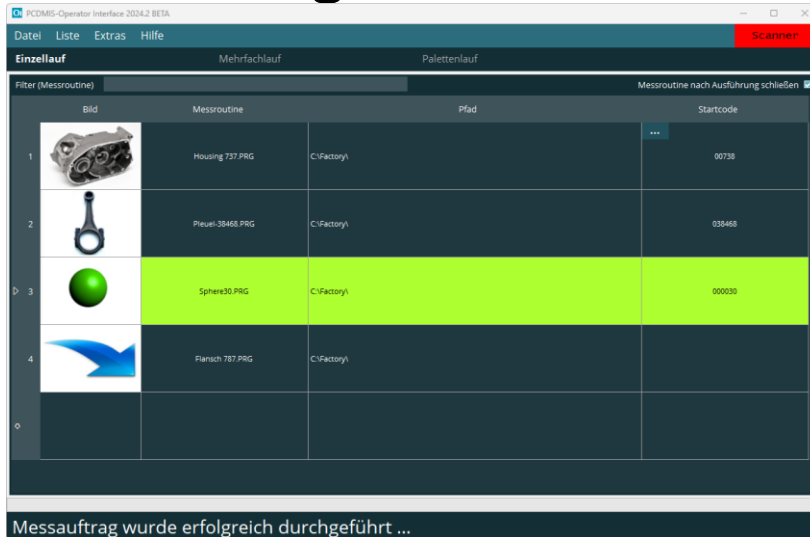 PCDMIS-Operator Interface 2024.2 BETA
Datei Liste Extras Hilfe Scanner
Einzellauf Mehrfachlauf Palettenlauf
Filter (Messroutine) Messroutine nach Ausführung schließen
Bild Messroutine Pfad Startcode
...
1 Housing 737.PRG C:\Factory\ 00738
2 Pleuel-38468.PRG C:\Factory\ 038468
3 Sphere30.PRG C:\Factory\ 000030
4 Flansch 787.PRG C:\Factory\
Messauftrag wurde erfolgreich durchgeführt ...